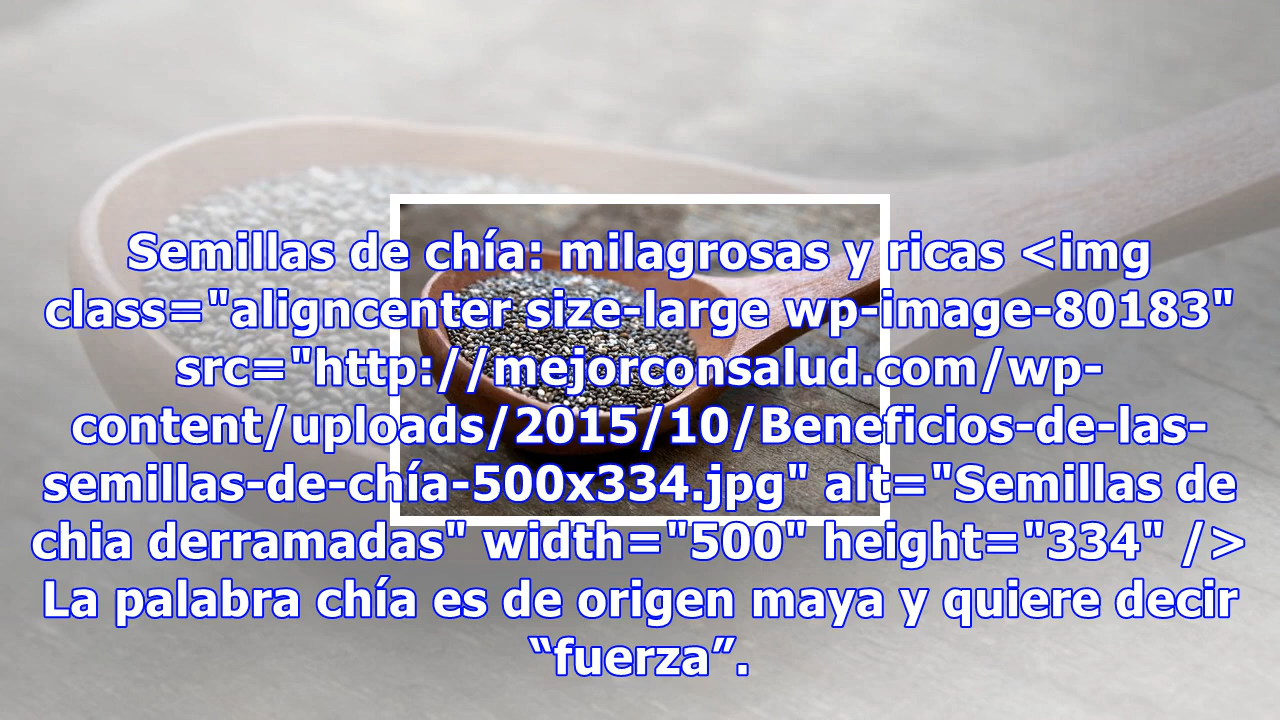 Semillas de chía: milagrosas y ricas <img
class="aligncenter size-large wp-image-80183"
src="http://mejorconsalud.com/wp-
content/uploads/2015/10/Beneficios-de-las-
semillas-de-chía-500x334.jpg" alt="Semillas de
chia derramadas" width="500" height="334" />
La palabra chía es de origen maya y quiere decir
“fuerza”.